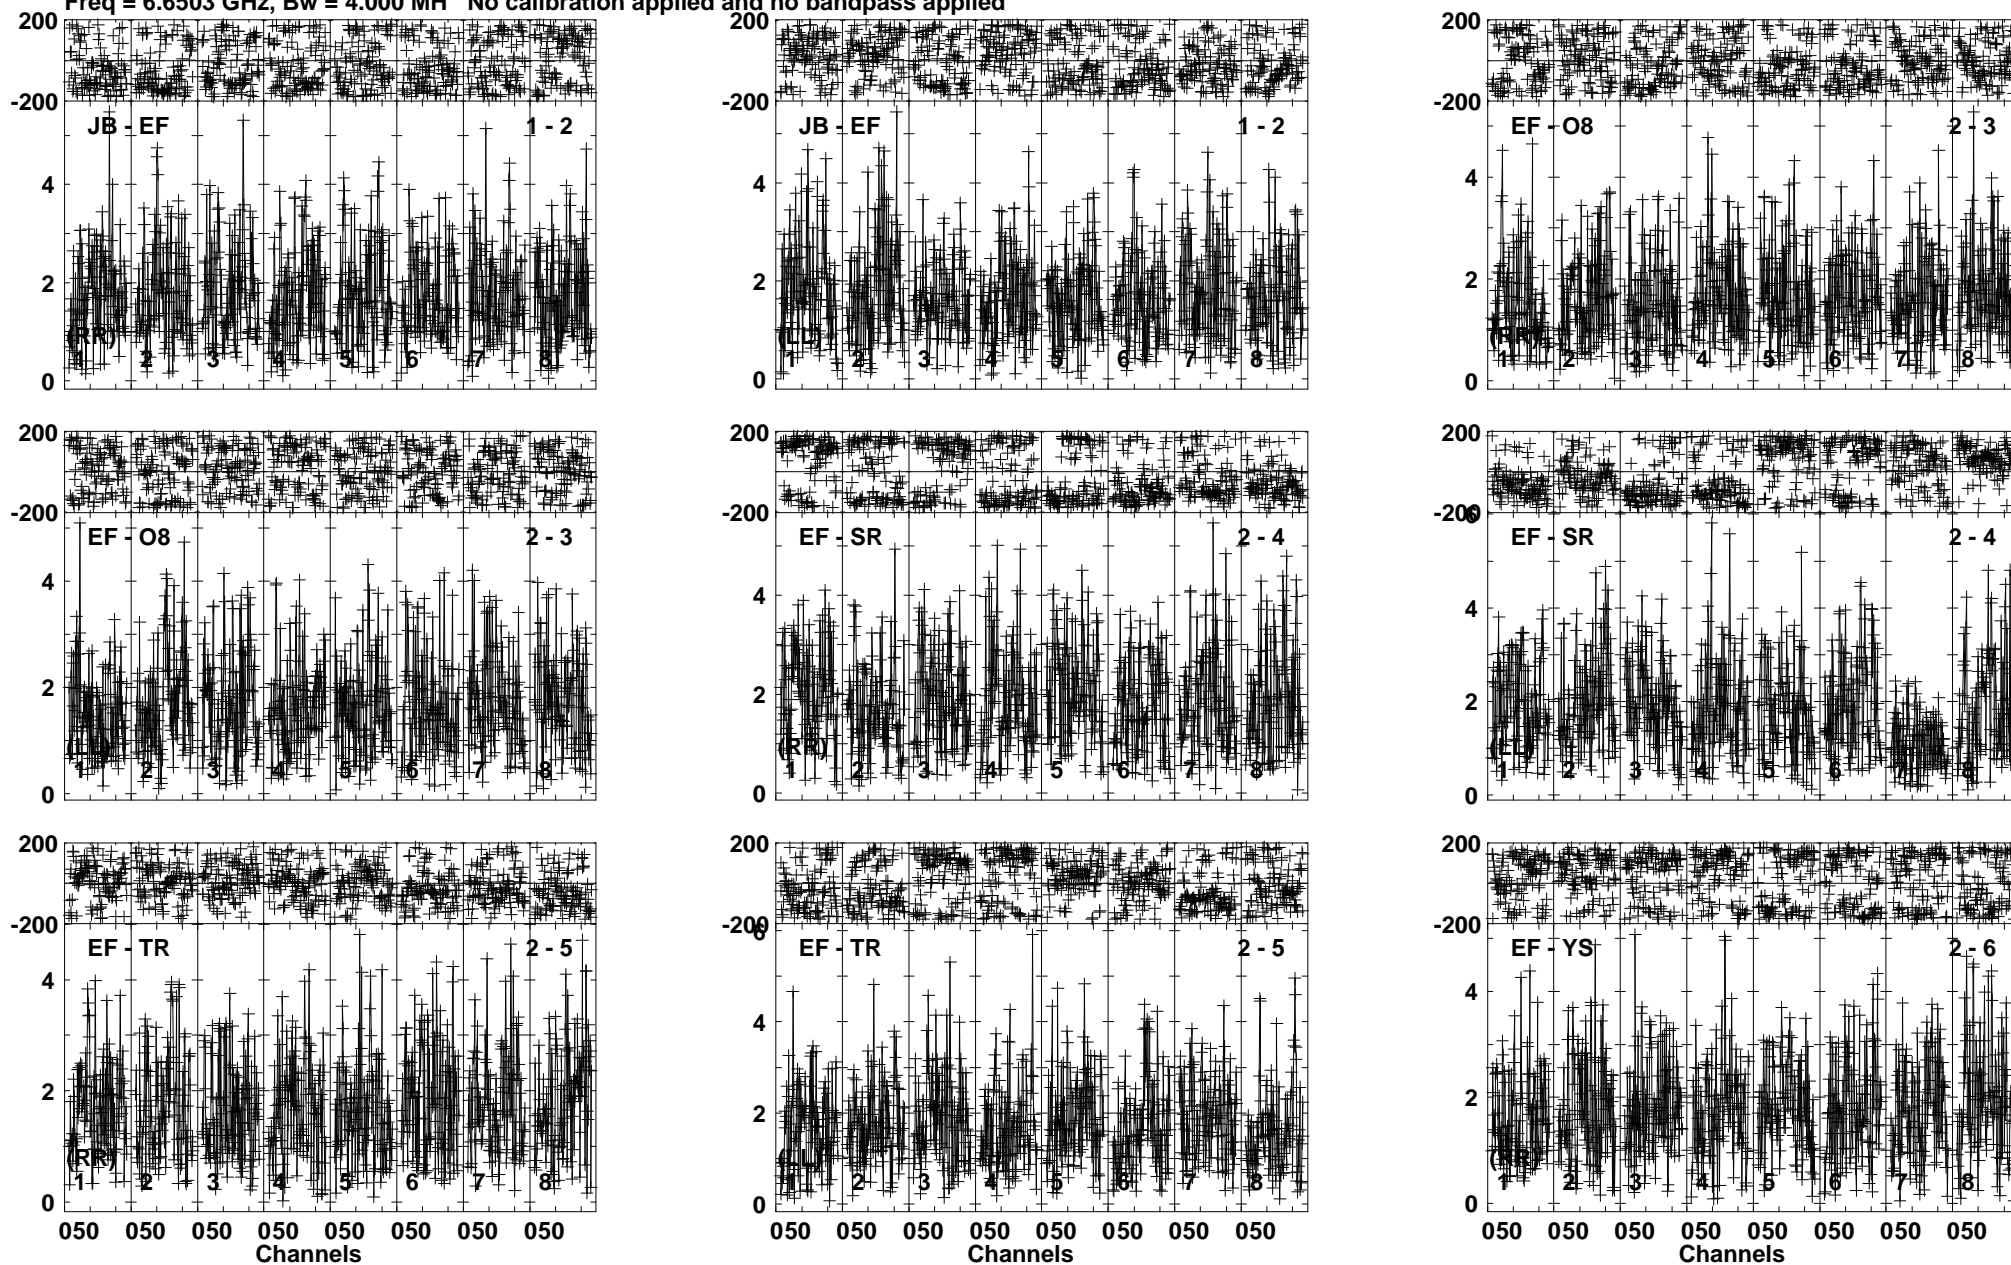 Freq = 6.6503 GHz, Bw = 4.000 MH No calibration applied and no bandpass applied
200 200 200
-200 -200 -200
JB - EF 1 - 2 JB - EF 1 - 2 EF - O8 2 - 3
4 4 4
2 2 2
(RR) (LL) (RR)
1 2 3 4 5 6 7 8 1 2 3 4 5 6 7 8 1 2 3 4 5 6 7 8
0 0 0
200 200 200
-200 -200 -200
6
EF - O8 2 - 3 EF - SR 2 - 4 EF - SR 2 - 4
4 4 4
2 2 2
(LL) (RR) (LL)
1 2 3 4 5 6 7 8 1 2 3 4 5 6 7 8 1 2 3 4 5 6 7 8
0 0 0
200 200 200
-200 -200 -200
6
EF - TR 2 - 5 EF - TR 2 - 5 EF - YS 2 - 6
4 4 4
2 2 2
(RR) (LL) (RR)
1 2 3 4 5 6 7 8 1 2 3 4 5 6 7 8 1 2 3 4 5 6 7 8
0 0 0
050 050 050 050 050 050 050 050 050 050 050 050 050 050 050 050 050 050 050 050 050 050 050 050
Channels Channels Channels